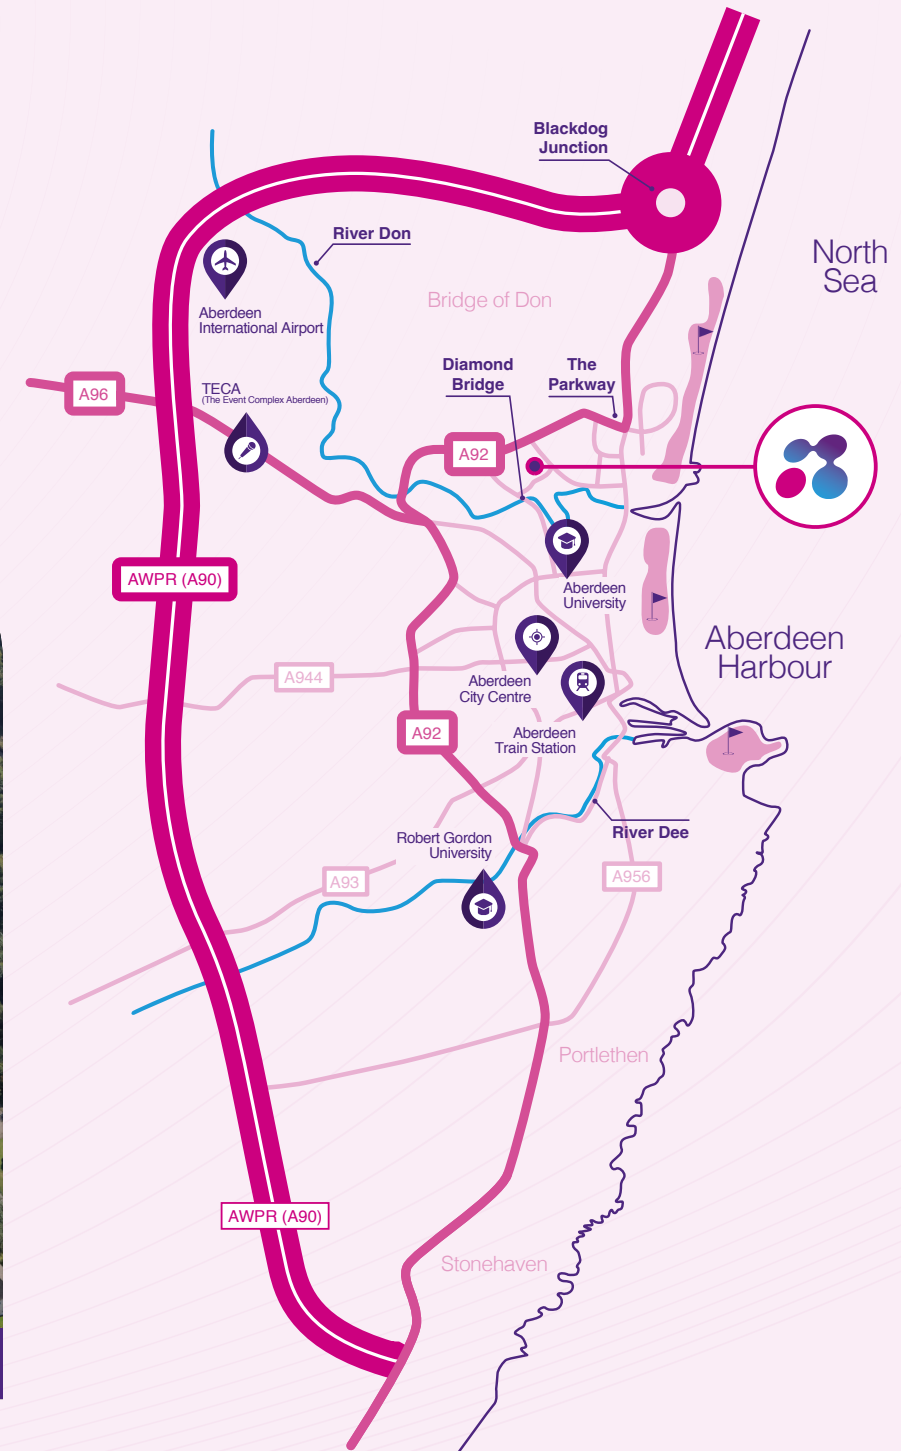 Blackdog
Junction
River Don
North
Sea
Aberdeen
International Airport
Bridge of Don
Diamond
Bridge
The
Parkway
A96
TECA
(The Event Complex Aberdeen)
A92
AWPR (A90)
Aberdeen
University
Aberdeen
Harbour
A944
Aberdeen
City Centre
A92
Aberdeen
Train Station
River Dee
Robert Gordon
University
A93
A956
Portlethen
AWPR (A90)
Stonehaven